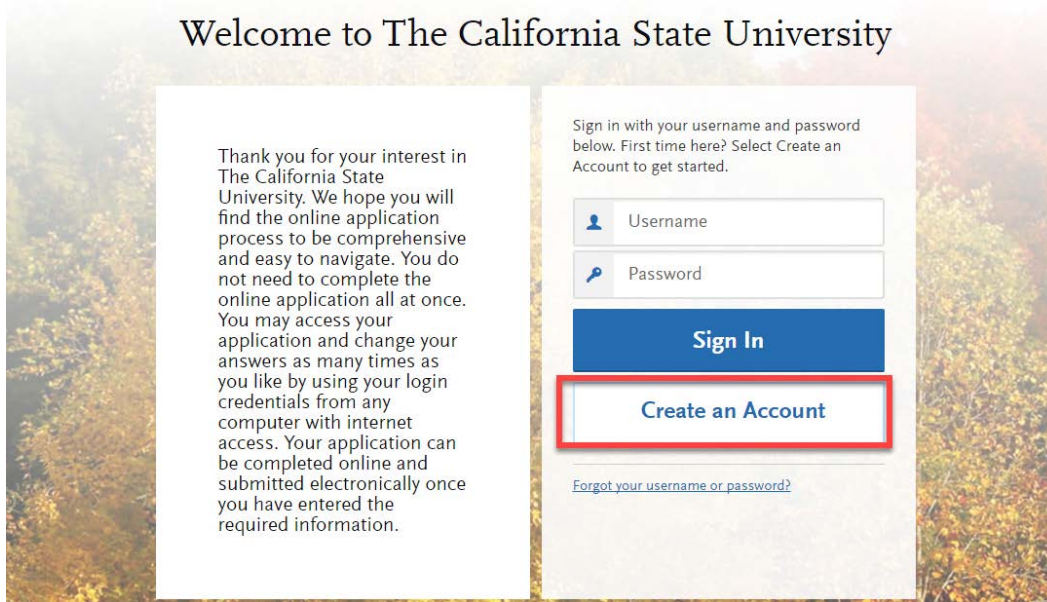 Welcome to The California State University
Thank you for your interest in
The California State
University. We hope you will
find the online application
process to be comprehensive
and easy to navigate. You do
not need to complete the
online application all at once.
You may access your
application and change your
answers as many times as
you like by using your login
credentials from any
computer with internet
access. Your application can
be completed online and
submitted electronically once
you have entered the
required information.
Sign in with your username and password
below. First time here? Select Create an
Account to get started.
Username
Password
Sign In
Create an Account
Forgot your username or password?